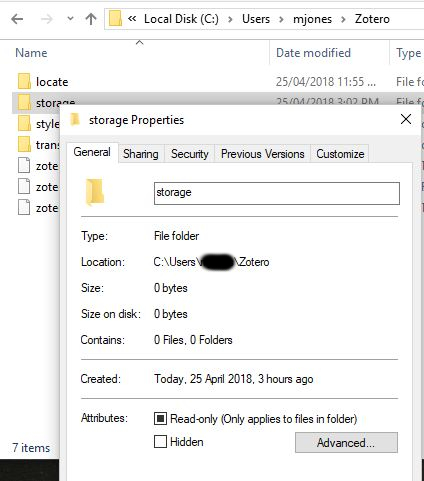 « Local Disk (C:) > Users > mjones > Zotero
Name Date modified Type
locate 25/04/2018 11:55 ... File fo
storage 25/04/2018 3:02 PM File fo
style
trans
zote
zote
zote
storage Properties
General Sharing Security Previous Versions Customize
storage
Type: File folder
Location: C:\Users\ \Zotero
Size: 0 bytes
Size on disk: 0 bytes
Contains: 0 Files, 0 Folders
Created: Today, 25 April 2018, 3 hours ago
Attributes: Read-only (Only applies to files in folder)
Hidden Advanced...
7 items